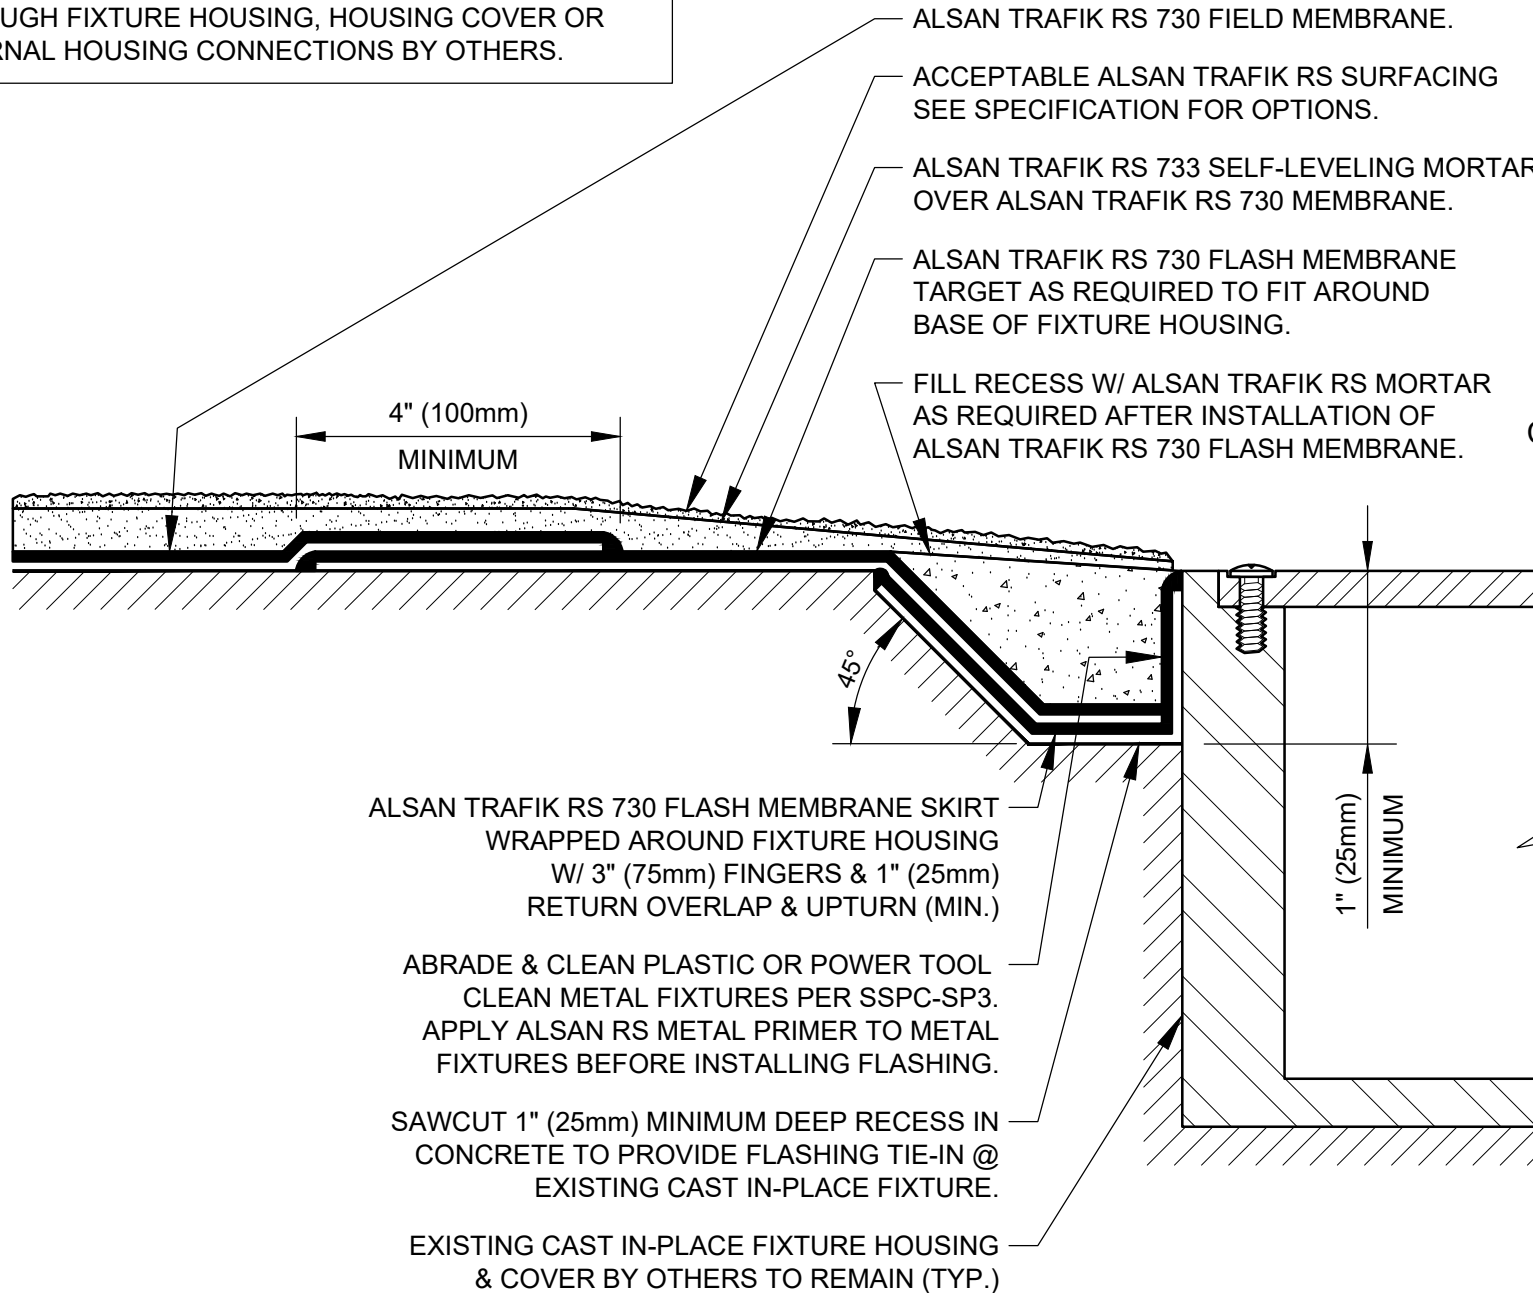 UGH FIXTURE HOUSING, HOUSING COVER OR
RNAL HOUSING CONNECTIONS BY OTHERS.
ALSAN TRAFIK RS 730 FIELD MEMBRANE.
ACCEPTABLE ALSAN TRAFIK RS SURFACING
SEE SPECIFICATION FOR OPTIONS.
ALSAN TRAFIK RS 733 SELF-LEVELING MORTAR
OVER ALSAN TRAFIK RS 730 MEMBRANE.
ALSAN TRAFIK RS 730 FLASH MEMBRANE
TARGET AS REQUIRED TO FIT AROUND
BASE OF FIXTURE HOUSING.
FILL RECESS W/ ALSAN TRAFIK RS MORTAR
AS REQUIRED AFTER INSTALLATION OF
ALSAN TRAFIK RS 730 FLASH MEMBRANE.
4" (100mm)
MINIMUM
45°
1" (25mm)
MINIMUM
ALSAN TRAFIK RS 730 FLASH MEMBRANE SKIRT
WRAPPED AROUND FIXTURE HOUSING
W/ 3" (75mm) FINGERS & 1" (25mm)
RETURN OVERLAP & UPTURN (MIN.)
ABRADE & CLEAN PLASTIC OR POWER TOOL
CLEAN METAL FIXTURES PER SSPC-SP3.
APPLY ALSAN RS METAL PRIMER TO METAL
FIXTURES BEFORE INSTALLING FLASHING.
SAWCUT 1" (25mm) MINIMUM DEEP RECESS IN
CONCRETE TO PROVIDE FLASHING TIE-IN @
EXISTING CAST IN-PLACE FIXTURE.
EXISTING CAST IN-PLACE FIXTURE HOUSING
& COVER BY OTHERS TO REMAIN (TYP.)